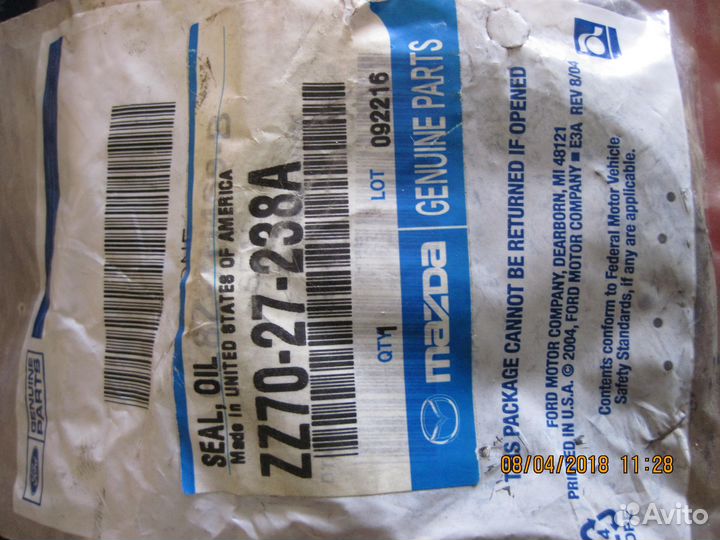 Ford
GENUINE
PARTS
SEAL, OIL
Made in UNITED STATES OF AMERICA
ZZ70-27-238A
QTY 1
LOT 092216
mazda
GENUINE PARTS
THIS PACKAGE CANNOT BE RETURNED IF OPENED
FORD MOTOR COMPANY, DEARBORN, MI 48121
PRINTED IN U.S.A. © 2004, FORD MOTOR COMPANY ■ E3A REV 8/04
Contents conform to Federal Motor Vehicle
Safety Standards, if any are applicable.
08/04/2018 11:28
Avito